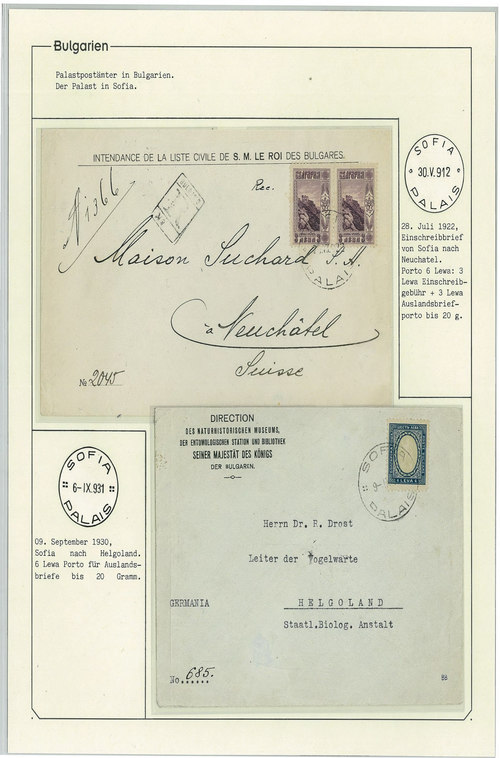 Bulgarien
Palastpostämter in Bulgarien.
Der Palast in Sofia.
INTENDANCE DE LA LISTE CIVILE DE S. M. LE ROI DES BULGARES.
Rec.
N 1366
Maison Suchard S. A.
à Neuchâtel
Suisse
No 2045
PALAIS
SOFIA
30.V.912
PALAIS
28. Juli 1922,
Einschreibbrief
von Sofia nach
Neuchatel.
Porto 6 Lewa: 3
Lewa Einschreib-
gebühr + 3 Lewa
Auslandsbrief-
porto bis 20 g.
DIRECTION
DES NATURHISTORISCHEN MUSEUMS,
DER ENTOMOLOGISCHEN STATION UND BIBLIOTHEK
SEINER MAJESTÄT DES KÖNIGS
DER BULGAREN.
SOFIA
PALAIS
Herrn Dr. R. Drost
Leiter der Vogelwarte
GERMANIA
HELGOLAND
Staatl.Biolog. Anstalt
No. 685.
SOFIA
6-IX.931
PALAIS
09. September 1930,
Sofia nach Helgoland.
6 Lewa Porto für Auslands-
briefe bis 20 Gramm.